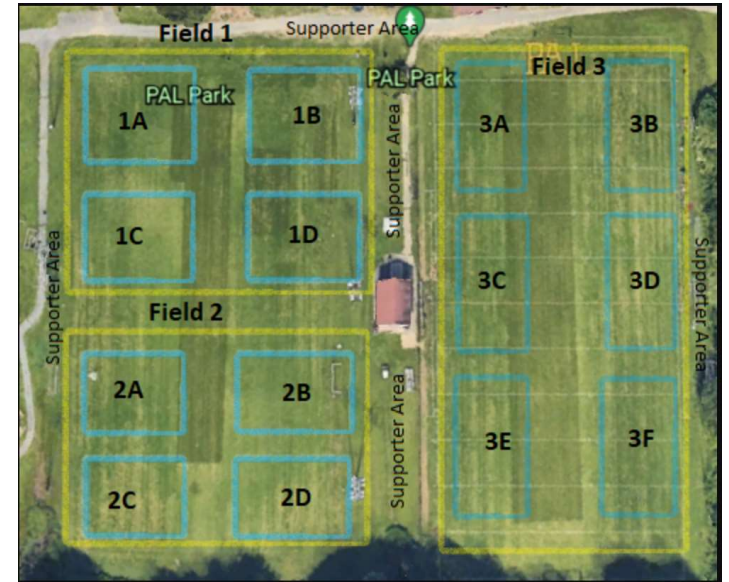 Field 1
Supporter Area
PAL Park
1A
1B
1C
1D
PAL Park
Supporter Area
PAL
Field 3
3A
3B
3C
3D
3E
3F
Supporter Area
Supporter Area
Field 2
2A
2B
2C
2D
Supporter Area